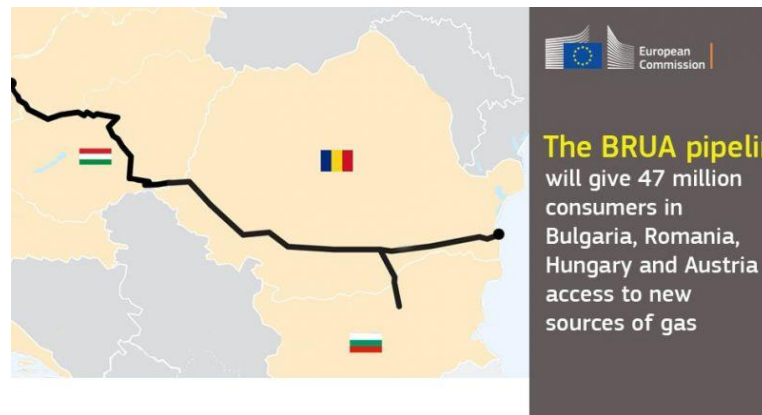 European
Commission
The BRUA pipeli
will give 47 million
consumers in
Bulgaria, Romania,
Hungary and Austria
access to new
sources of gas